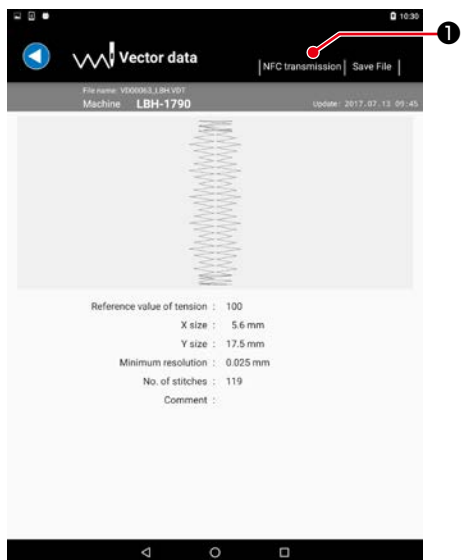 10:30
❶
Vector data
NFC transmission Save File
File name: VD00063_LBH.VDT
Machine LBH-1790 Update: 2017.07.13 09:45
Reference value of tension : 100
X size : 5.6 mm
Y size : 17.5 mm
Minimum resolution : 0.025 mm
No. of stitches : 119
Comment :